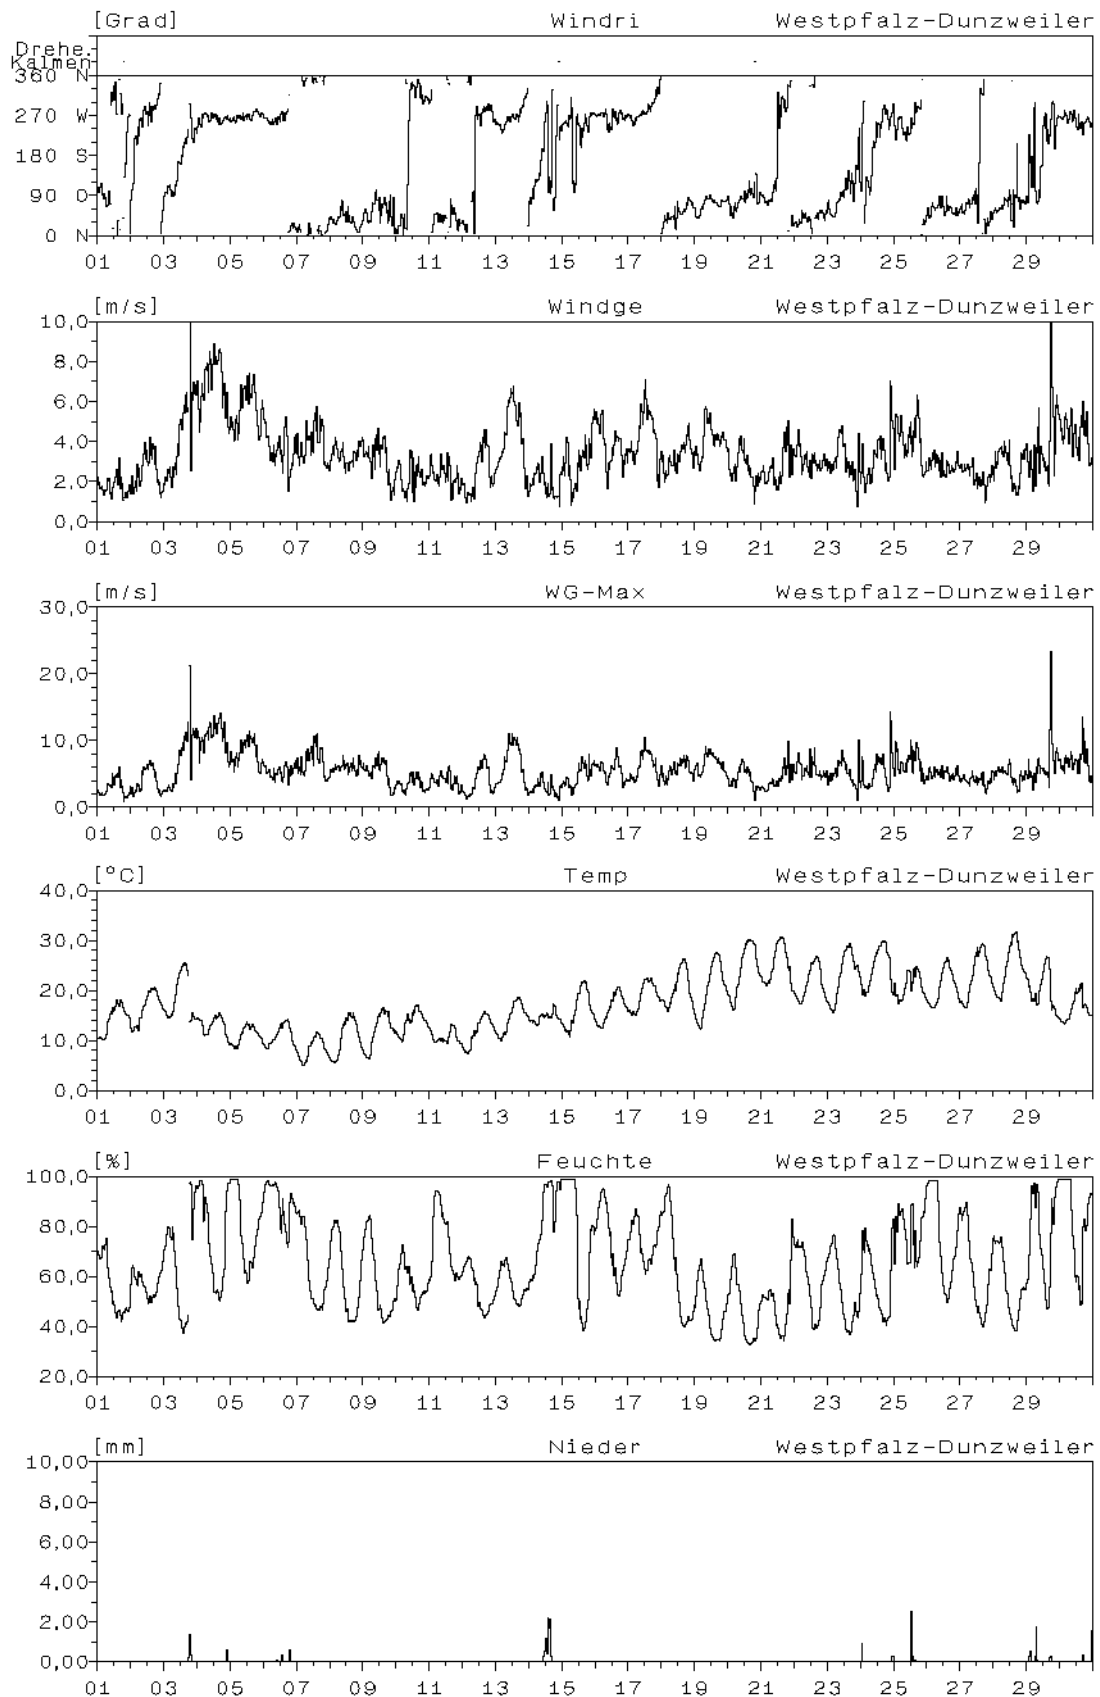 [Grad] Windri Westpfalz-Dunzweiler
Drehe.
Kalmen
360 N
270 W
180 S
90 O
0 N
01 03 05 07 09 11 13 15 17 19 21 23 25 27 29
[m/s] Windge Westpfalz-Dunzweiler
10,0
8,0
6,0
4,0
2,0
0,0
01 03 05 07 09 11 13 15 17 19 21 23 25 27 29
[m/s] WG-Max Westpfalz-Dunzweiler
30,0
20,0
10,0
0,0
01 03 05 07 09 11 13 15 17 19 21 23 25 27 29
[°C] Temp Westpfalz-Dunzweiler
40,0
30,0
20,0
10,0
0,0
01 03 05 07 09 11 13 15 17 19 21 23 25 27 29
[%] Feuchte Westpfalz-Dunzweiler
100,0
80,0
60,0
40,0
20,0
01 03 05 07 09 11 13 15 17 19 21 23 25 27 29
[mm] Nieder Westpfalz-Dunzweiler
10,00
8,00
6,00
4,00
2,00
0,00
01 03 05 07 09 11 13 15 17 19 21 23 25 27 29